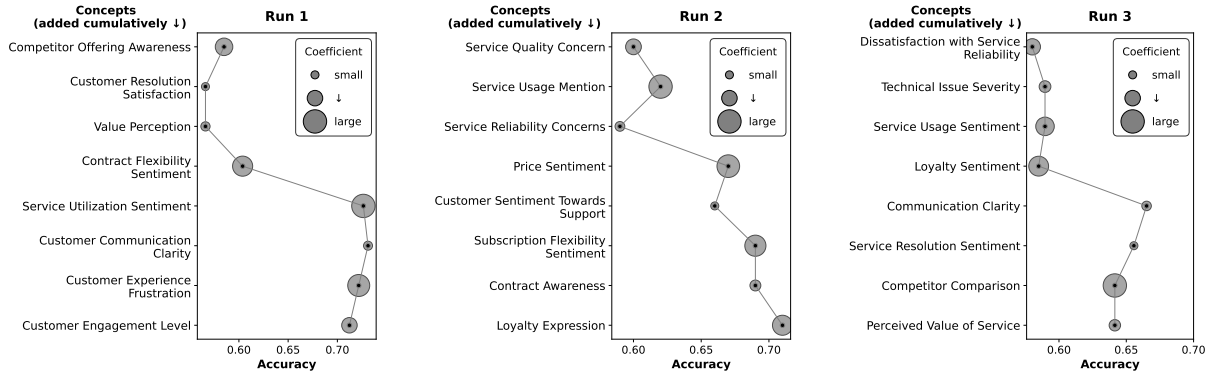 Concepts
(added cumulatively ↓)
Run 1
Competitor Offering Awareness
Customer Resolution
Satisfaction
Value Perception
Contract Flexibility
Sentiment
Service Utilization Sentiment
Customer Communication
Clarity
Customer Experience
Frustration
Customer Engagement Level
Coefficient
small
↓
large
0.60
0.65
0.70
Accuracy
Concepts
(added cumulatively ↓)
Run 2
Service Quality Concern
Service Usage Mention
Service Reliability Concerns
Price Sentiment
Customer Sentiment Towards
Support
Subscription Flexibility
Sentiment
Contract Awareness
Loyalty Expression
Coefficient
small
↓
large
0.60
0.70
Accuracy
Concepts
(added cumulatively ↓)
Run 3
Dissatisfaction with Service
Reliability
Technical Issue Severity
Service Usage Sentiment
Loyalty Sentiment
Communication Clarity
Service Resolution Sentiment
Competitor Comparison
Perceived Value of Service
Coefficient
small
↓
large
0.60
0.65
0.70
Accuracy